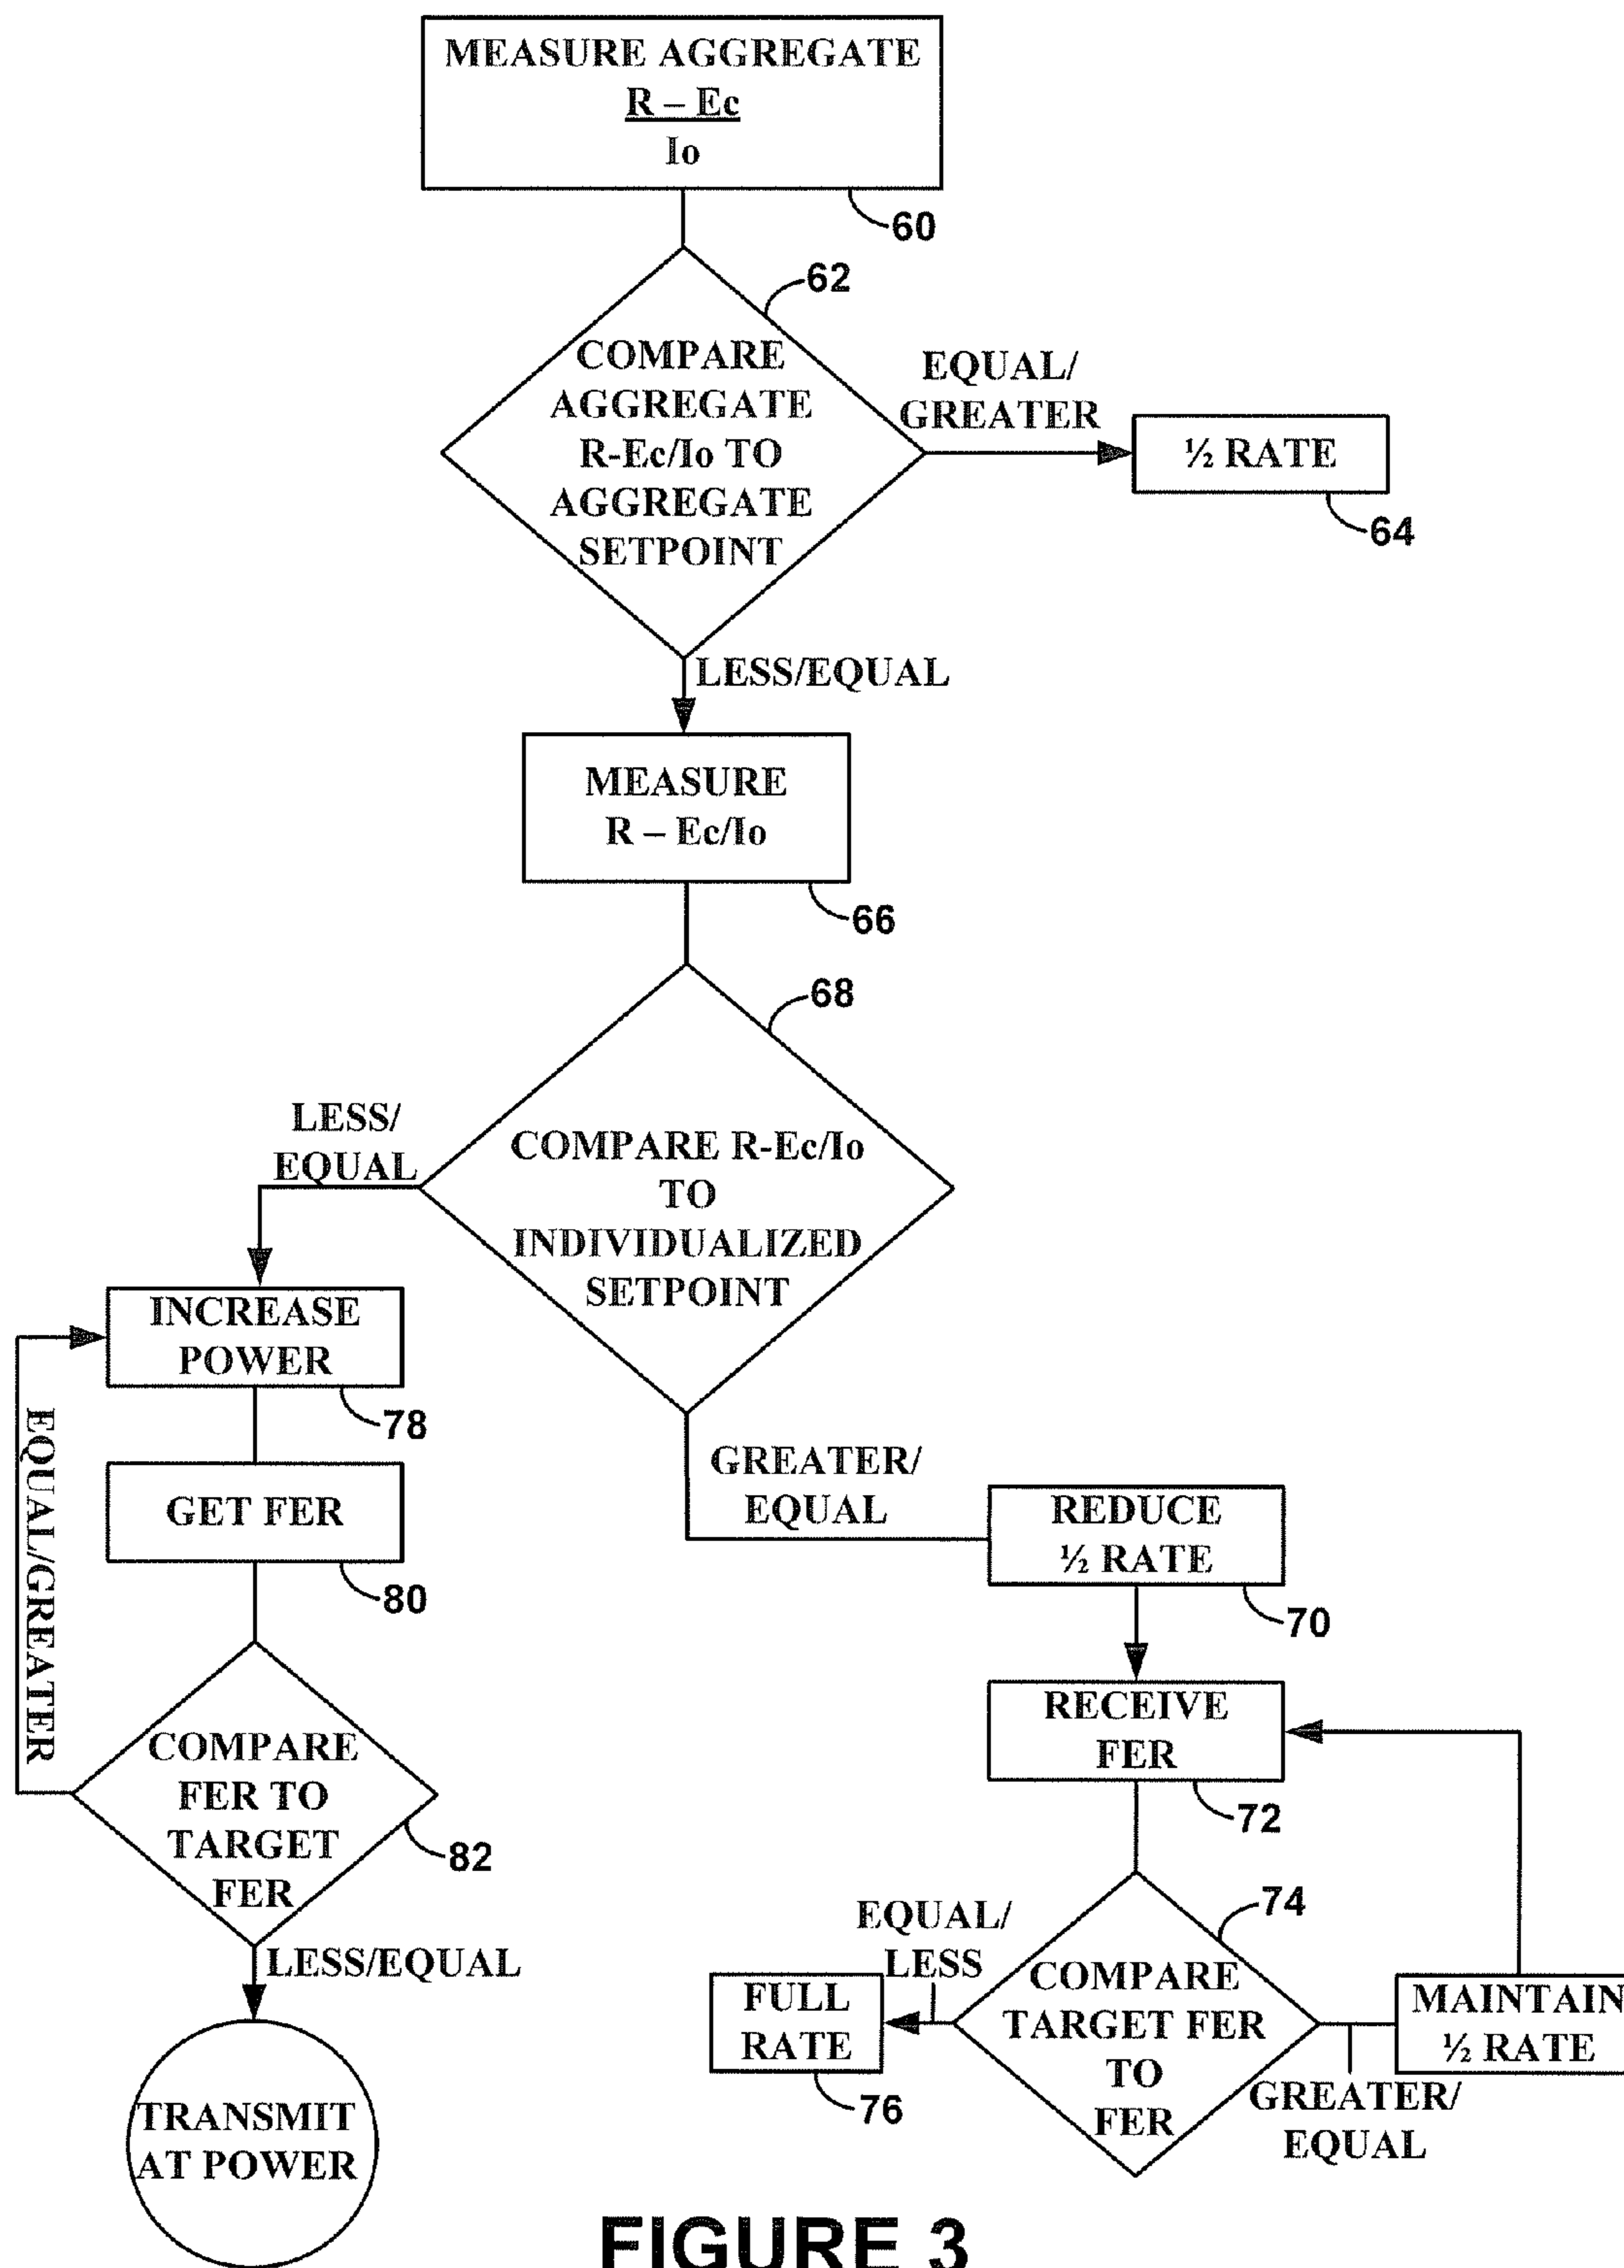 MEASURE AGGREGATE
R – Ec
Io
60
62
COMPARE
AGGREGATE
R-Ec/Io TO
AGGREGATE
SETPOINT
EQUAL/
GREATER
½ RATE
64
LESS/EQUAL
MEASURE
R – Ec/Io
66
68
COMPARE R-Ec/Io
TO
INDIVIDUALIZED
SETPOINT
LESS/
EQUAL
INCREASE
POWER
78
EQUAL/GREATER
GET FER
80
COMPARE
FER TO
TARGET
FER
82
LESS/EQUAL
TRANSMIT
AT POWER
GREATER/
EQUAL
REDUCE
½ RATE
70
RECEIVE
FER
72
74
COMPARE
TARGET FER
TO
FER
EQUAL/
LESS
FULL
RATE
76
MAINTAIN
½ RATE
GREATER/
EQUAL
FIGURE 3